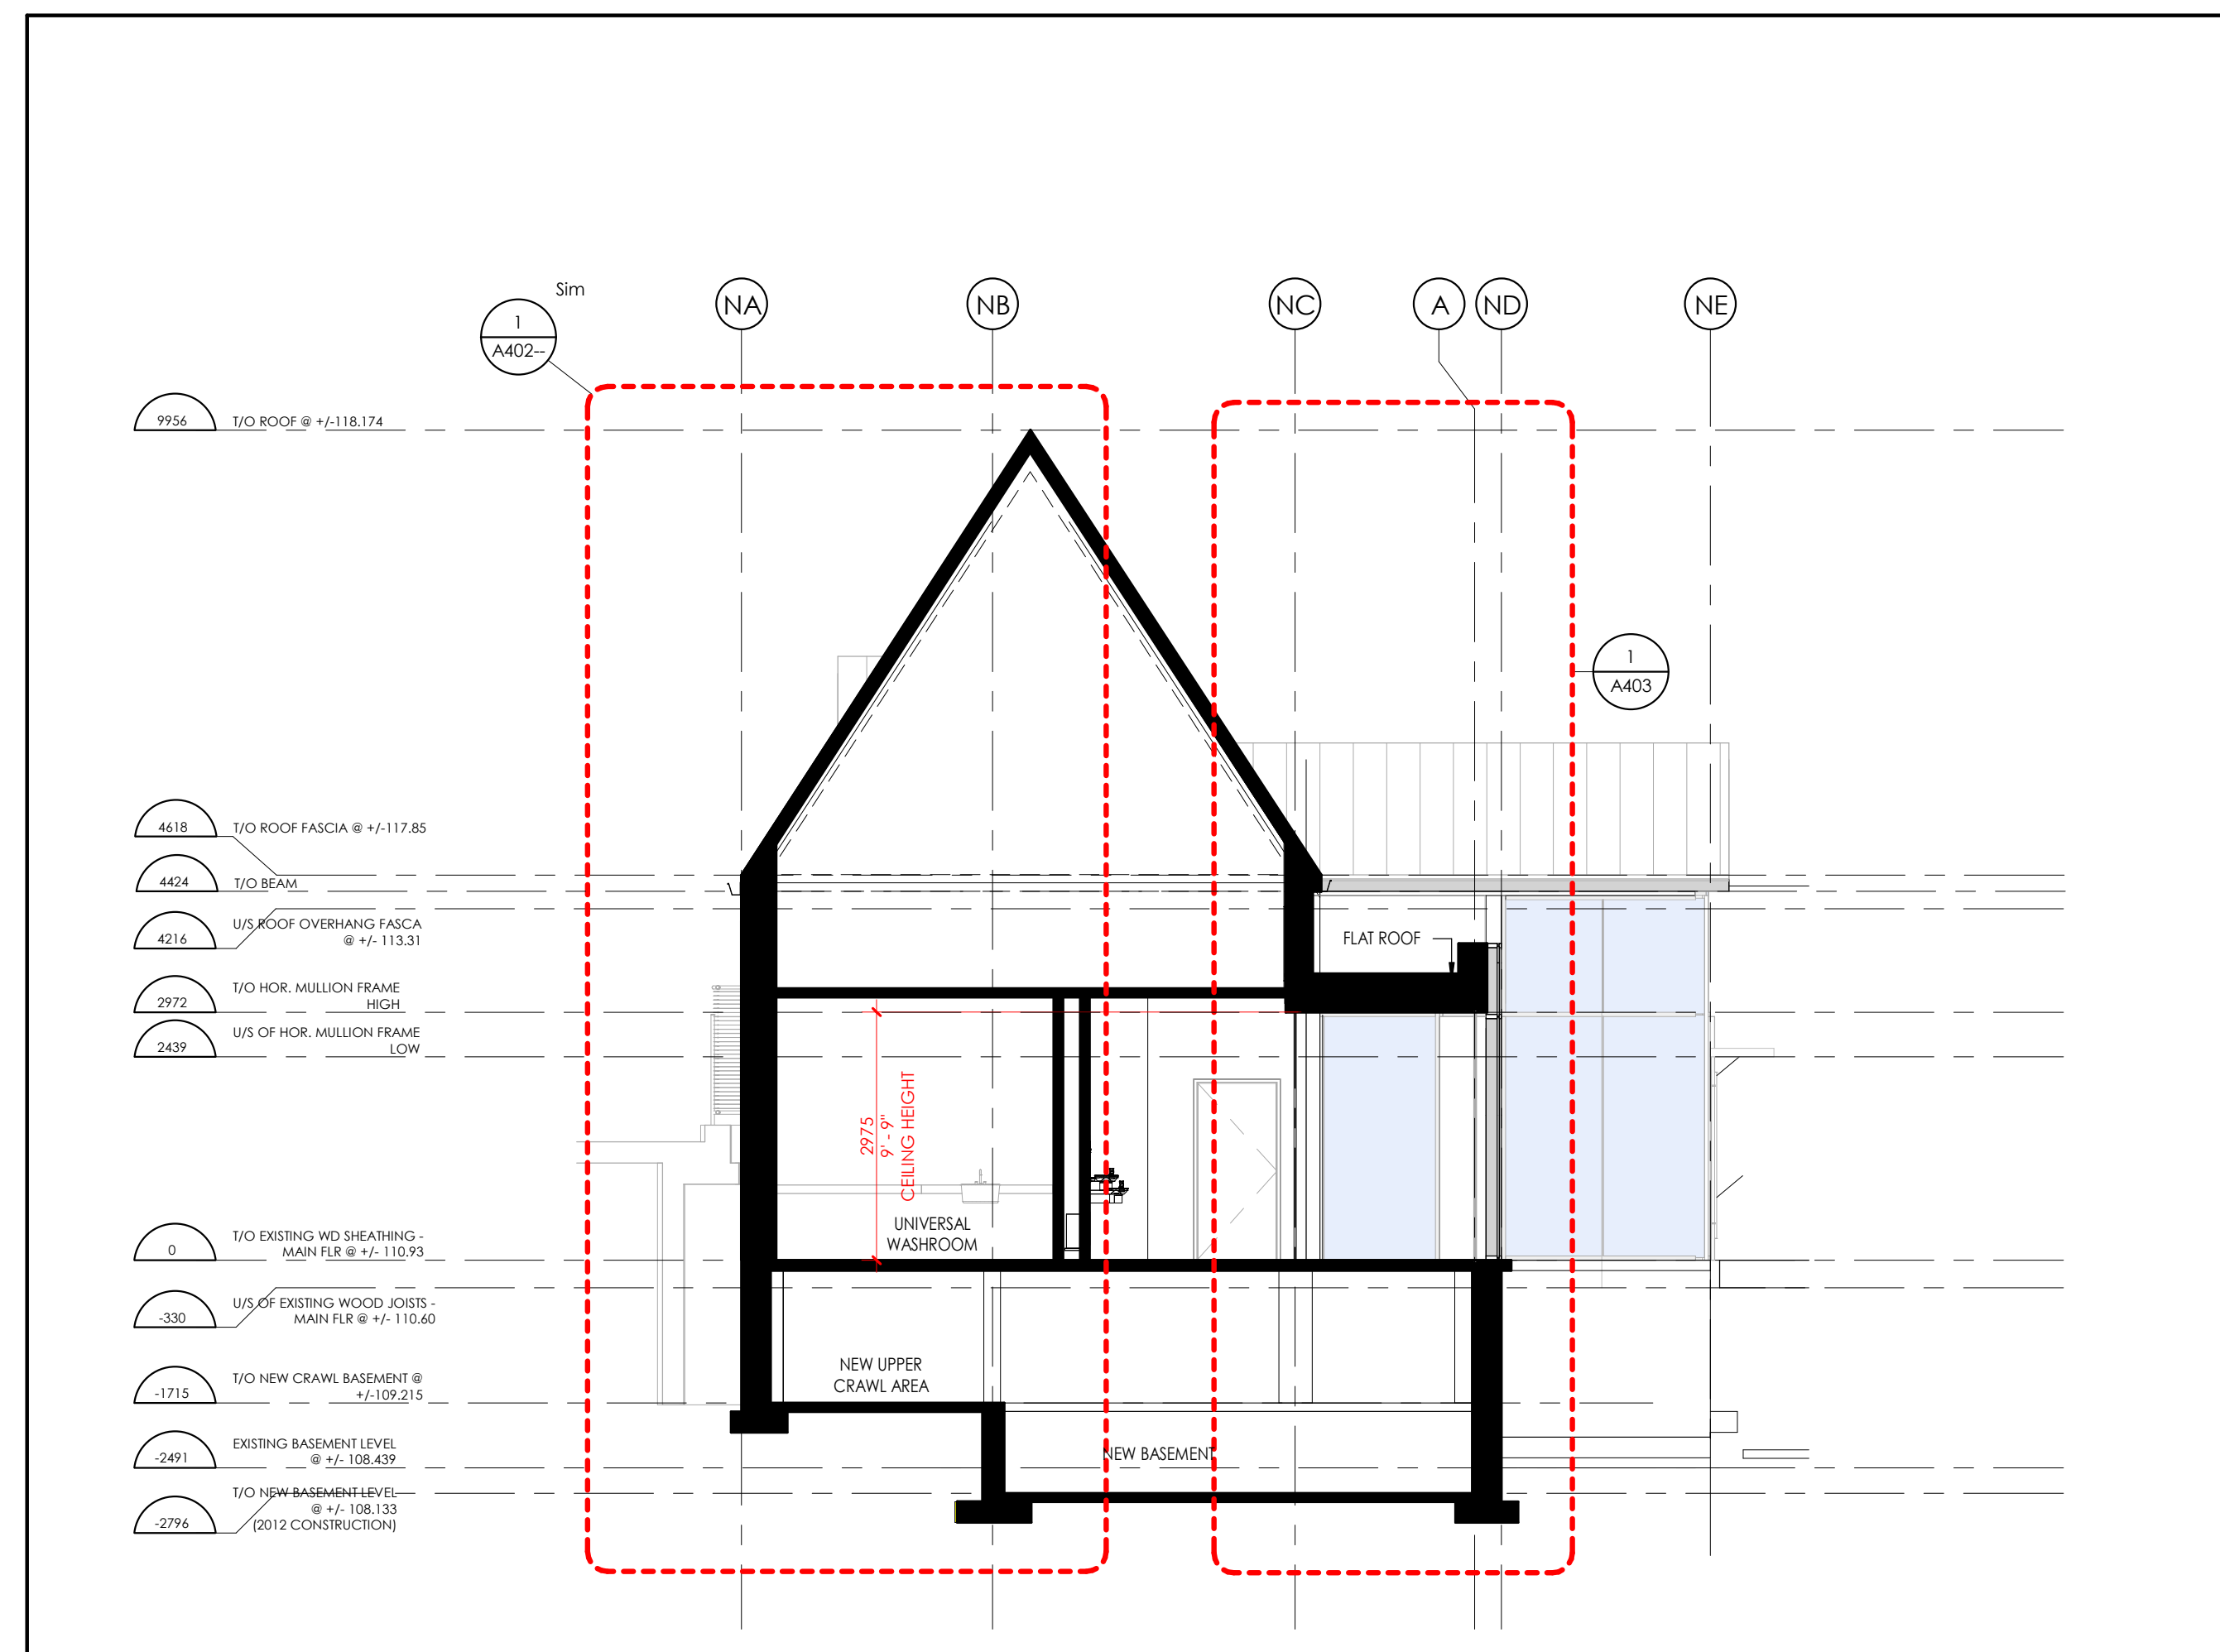 Sim
1
A402--
NA
NB
NC
A
ND
NE
9956
T/O ROOF @ +/-118.174
1
A403
4618
T/O ROOF FASCIA @ +/-117.85
4424
T/O BEAM
4216
U/S ROOF OVERHANG FASCA
@ +/- 113.31
FLAT ROOF
2972
T/O HOR. MULLION FRAME
HIGH
2439
U/S OF HOR. MULLION FRAME
LOW
2975
9' - 9"
CEILING HEIGHT
UNIVERSAL
WASHROOM
0
T/O EXISTING WD SHEATHING -
MAIN FLR @ +/- 110.93
-330
U/S OF EXISTING WOOD JOISTS -
MAIN FLR @ +/- 110.60
NEW UPPER
CRAWL AREA
-1715
T/O NEW CRAWL BASEMENT @
+/-109.215
-2491
EXISTING BASEMENT LEVEL
@ +/- 108.439
NEW BASEMENT
-2796
T/O NEW BASEMENT LEVEL
@ +/- 108.133
(2012 CONSTRUCTION)